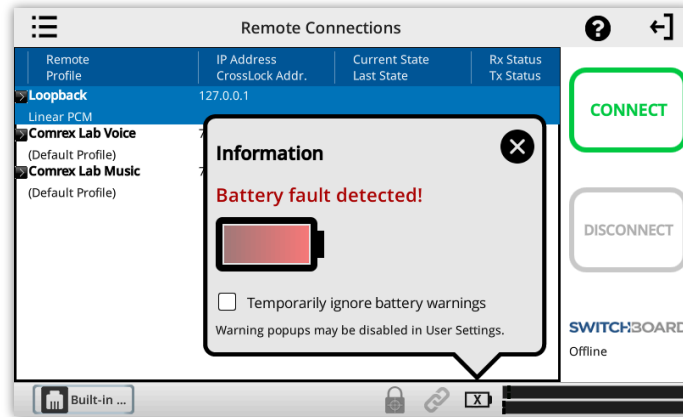 Remote Connections
?
Remote IP Address Current State Rx Status
Profile CrossLock Addr. Last State Tx Status
Loopback 127.0.0.1
Linear PCM
Comrex Lab Voice 7
(Default Profile)
Comrex Lab Music 7
(Default Profile)
Information
Battery fault detected!
Temporarily ignore battery warnings
Warning popups may be disabled in User Settings.
CONNECT
DISCONNECT
SWITCHBOARD
Offline
Built-in ...
X